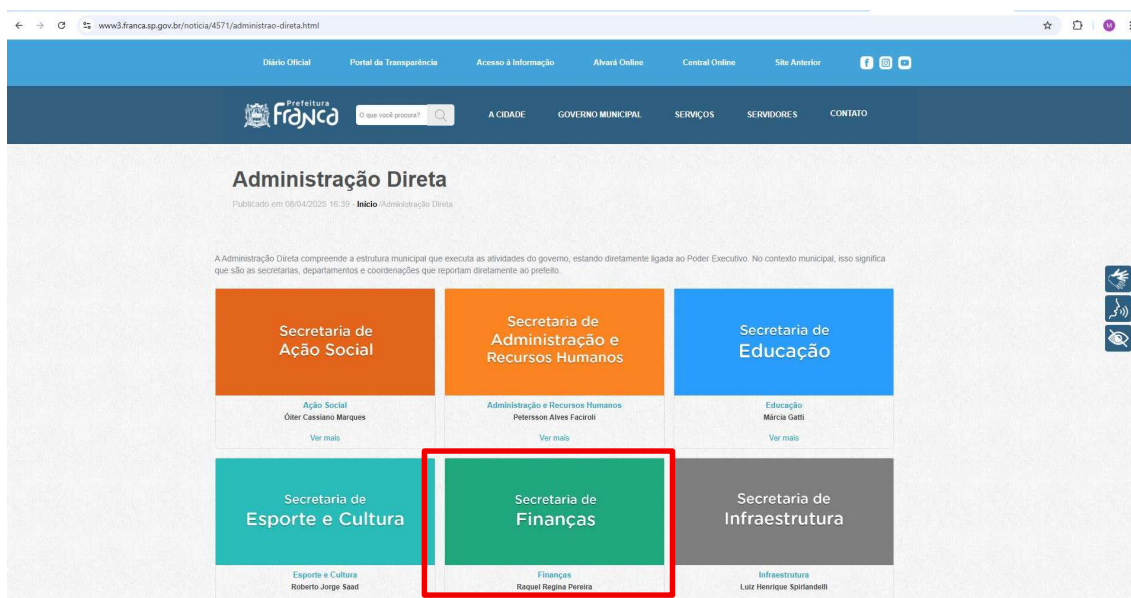 www3.franca.sp.gov.br/noticia/4571/administrao-direta.html
M
Diário Oficial
Portal da Transparência
Acesso à Informação
Alvará Online
Central Online
Site Anterior
Prefeitura
Franca
O que você procura?
A CIDADE
GOVERNO MUNICIPAL
SERVIÇOS
SERVIDORES
CONTATO
Administração Direta
Publicado em 08/04/2025 16:39 - Início /Administração Direta
A Administração Direta compreende a estrutura municipal que executa as atividades do governo, estando diretamente ligada ao Poder Executivo. No contexto municipal, isso significa
que são as secretarias, departamentos e coordenações que reportam diretamente ao prefeito.
Secretaria de
Ação Social
Ação Social
Óiter Cassiano Marques
Ver mais
Secretaria de
Administração e
Recursos Humanos
Administração e Recursos Humanos
Petersson Alves Faciroli
Ver mais
Secretaria de
Educação
Educação
Márcia Gatti
Ver mais
Secretaria de
Esporte e Cultura
Esporte e Cultura
Roberto Jorge Saad
Secretaria de
Finanças
Finanças
Raquel Regina Pereira
Secretaria de
Infraestrutura
Infraestrutura
Luiz Henrique Spirlandelli